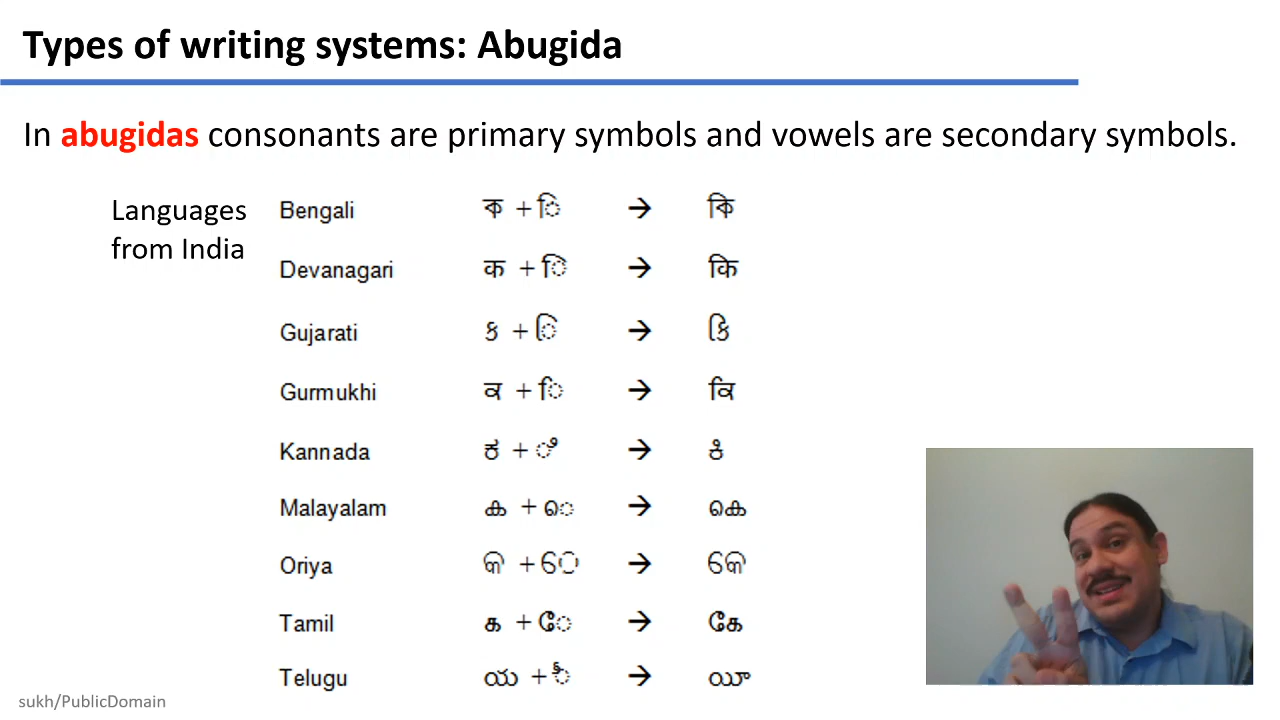 Types of writing systems: Abugida
In abugidas consonants are primary symbols and vowels are secondary symbols.
Languages
from India
Bengali ক + ি → কি
Devanagari क + ि → कि
Gujarati ક + િ → કિ
Gurmukhi ਕ + ਿ → ਕਿ
Kannada ಕ + ಿ → ಕಿ
Malayalam ക + െ → കെ
Oriya କ + େ → କେ
Tamil க + ே → கே
Telugu య + ీ → యీ
sukh/PublicDomain